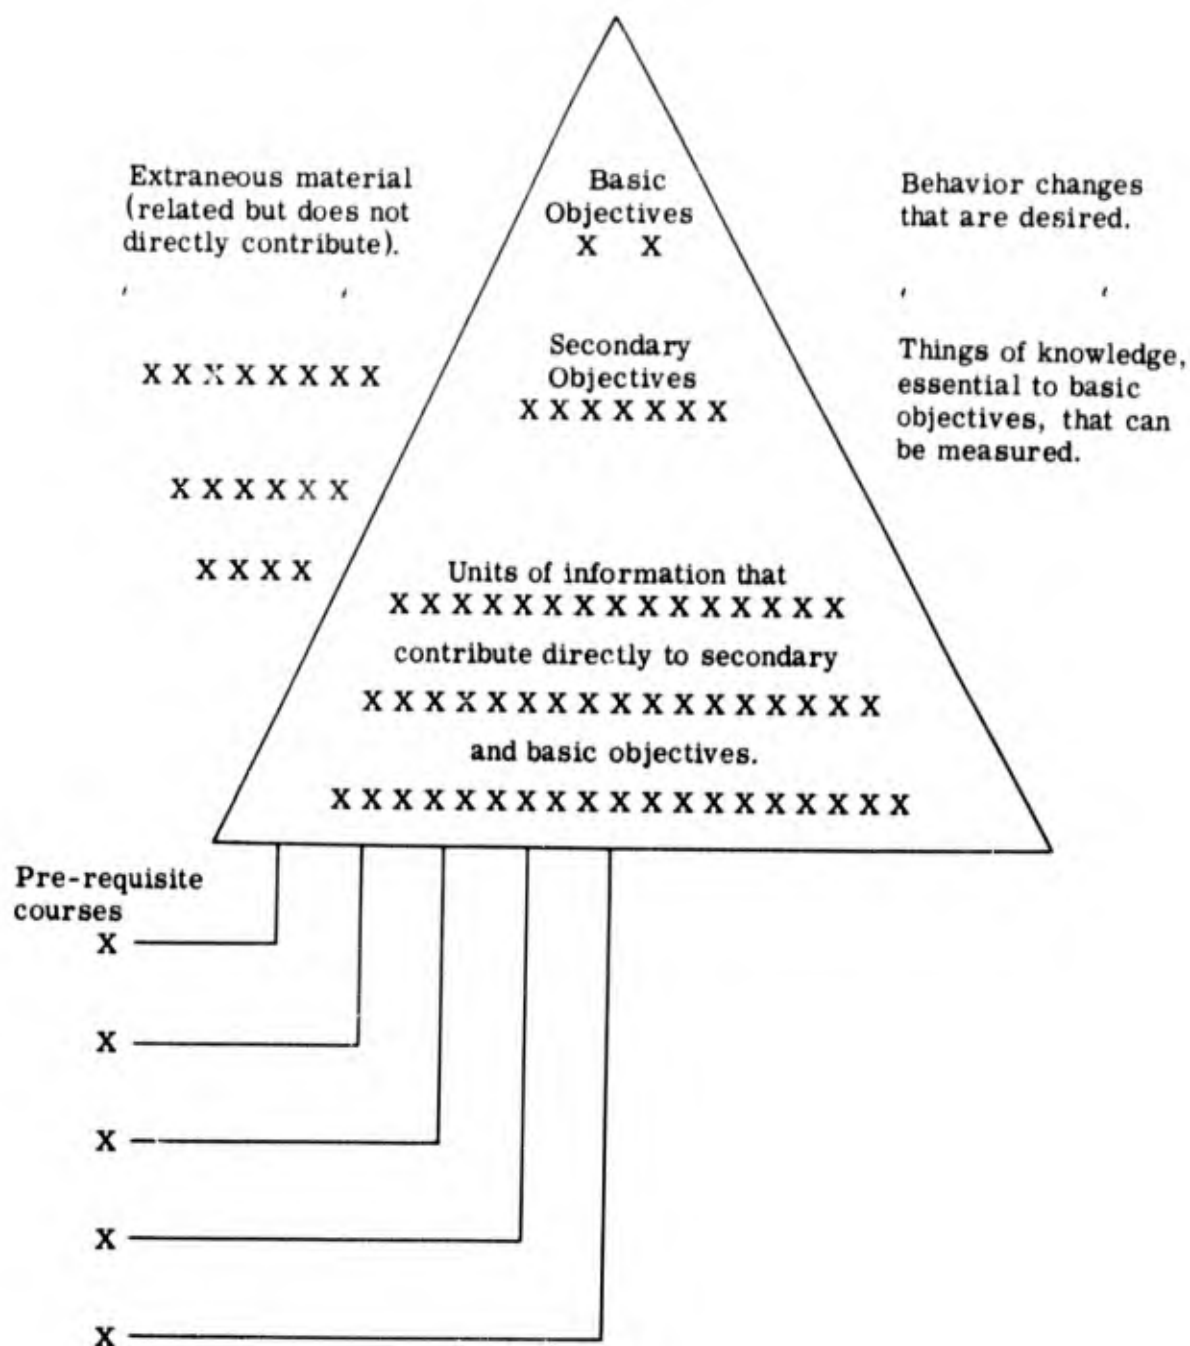 Extraneous material
(related but does not
directly contribute).
X X X X X X X X
X X X X X X
X X X X
Basic
Objectives
X X
Secondary
Objectives
X X X X X X X
Units of information that
X X X X X X X X X X X X X X X
contribute directly to secondary
X X X X X X X X X X X X X X X X X
and basic objectives.
X X X X X X X X X X X X X X X X X X X
Behavior changes
that are desired.
Things of knowledge,
essential to basic
objectives, that can
be measured.
Pre-requisite
courses
X
X
X
X
X